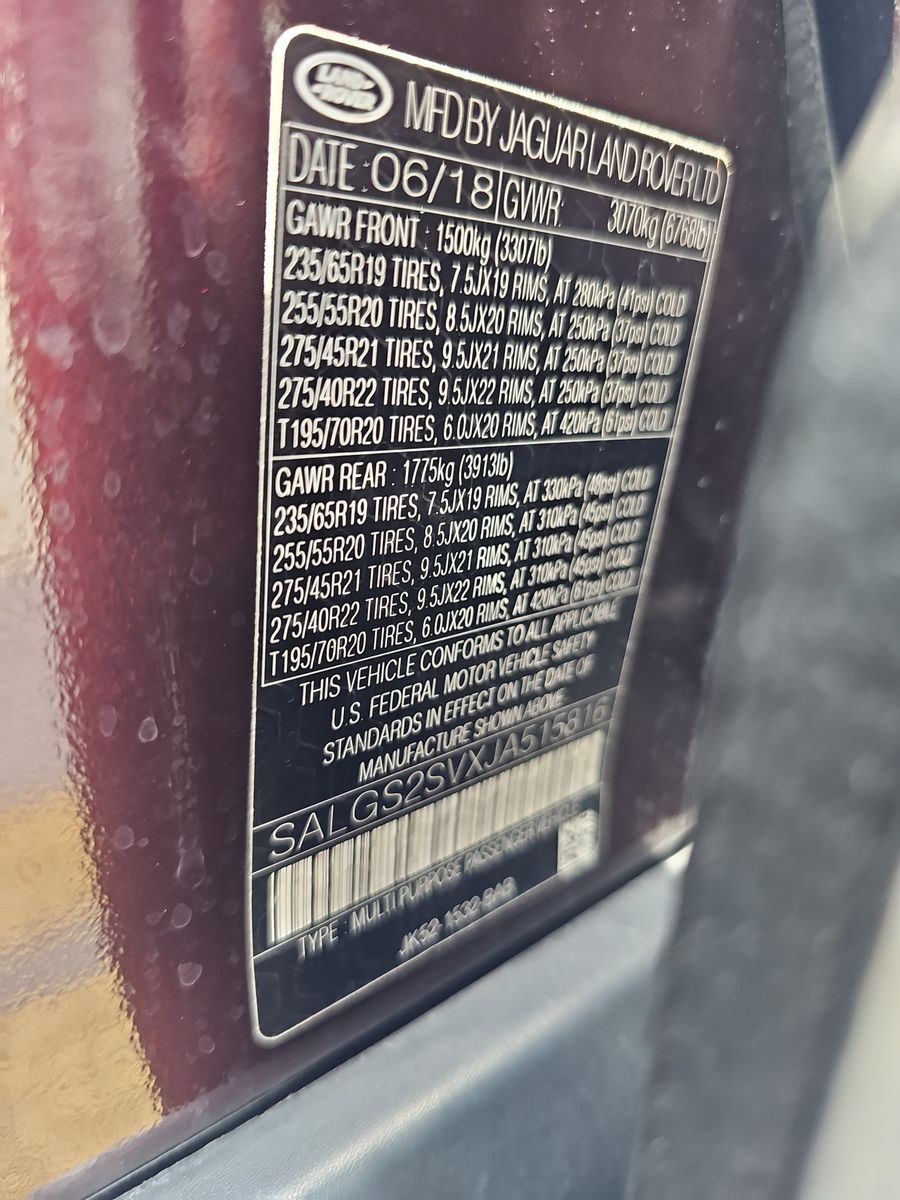 LAND ROVER
MFD BY JAGUAR LAND ROVER LTD
DATE : 06/18 GVWR: 3070kg (6768lb)
GAWR FRONT : 1500kg (3307lb)
235/65R19 TIRES, 7.5JX19 RIMS, AT 280kPa (41psi) COLD
255/55R20 TIRES, 8.5JX20 RIMS, AT 250kPa (37psi) COLD
275/45R21 TIRES, 9.5JX21 RIMS, AT 250kPa (37psi) COLD
275/40R22 TIRES, 9.5JX22 RIMS, AT 250kPa (37psi) COLD
T195/70R20 TIRES, 6.0JX20 RIMS, AT 420kPa (61psi) COLD
GAWR REAR : 1775kg (3913lb)
235/65R19 TIRES, 7.5JX19 RIMS, AT 330kPa (48psi) COLD
255/55R20 TIRES, 8.5JX20 RIMS, AT 310kPa (45psi) COLD
275/45R21 TIRES, 9.5JX21 RIMS, AT 310kPa (45psi) COLD
275/40R22 TIRES, 9.5JX22 RIMS, AT 310kPa (45psi) COLD
T195/70R20 TIRES, 6.0JX20 RIMS, AT 420kPa (61psi) COLD
THIS VEHICLE CONFORMS TO ALL APPLICABLE
U.S. FEDERAL MOTOR VEHICLE SAFETY
STANDARDS IN EFFECT ON THE DATE OF
MANUFACTURE SHOWN ABOVE
SALGS2SVXJA515816
TYPE : MULTI PURPOSE PASSENGER VEHICLE
JK52-1532-BAG